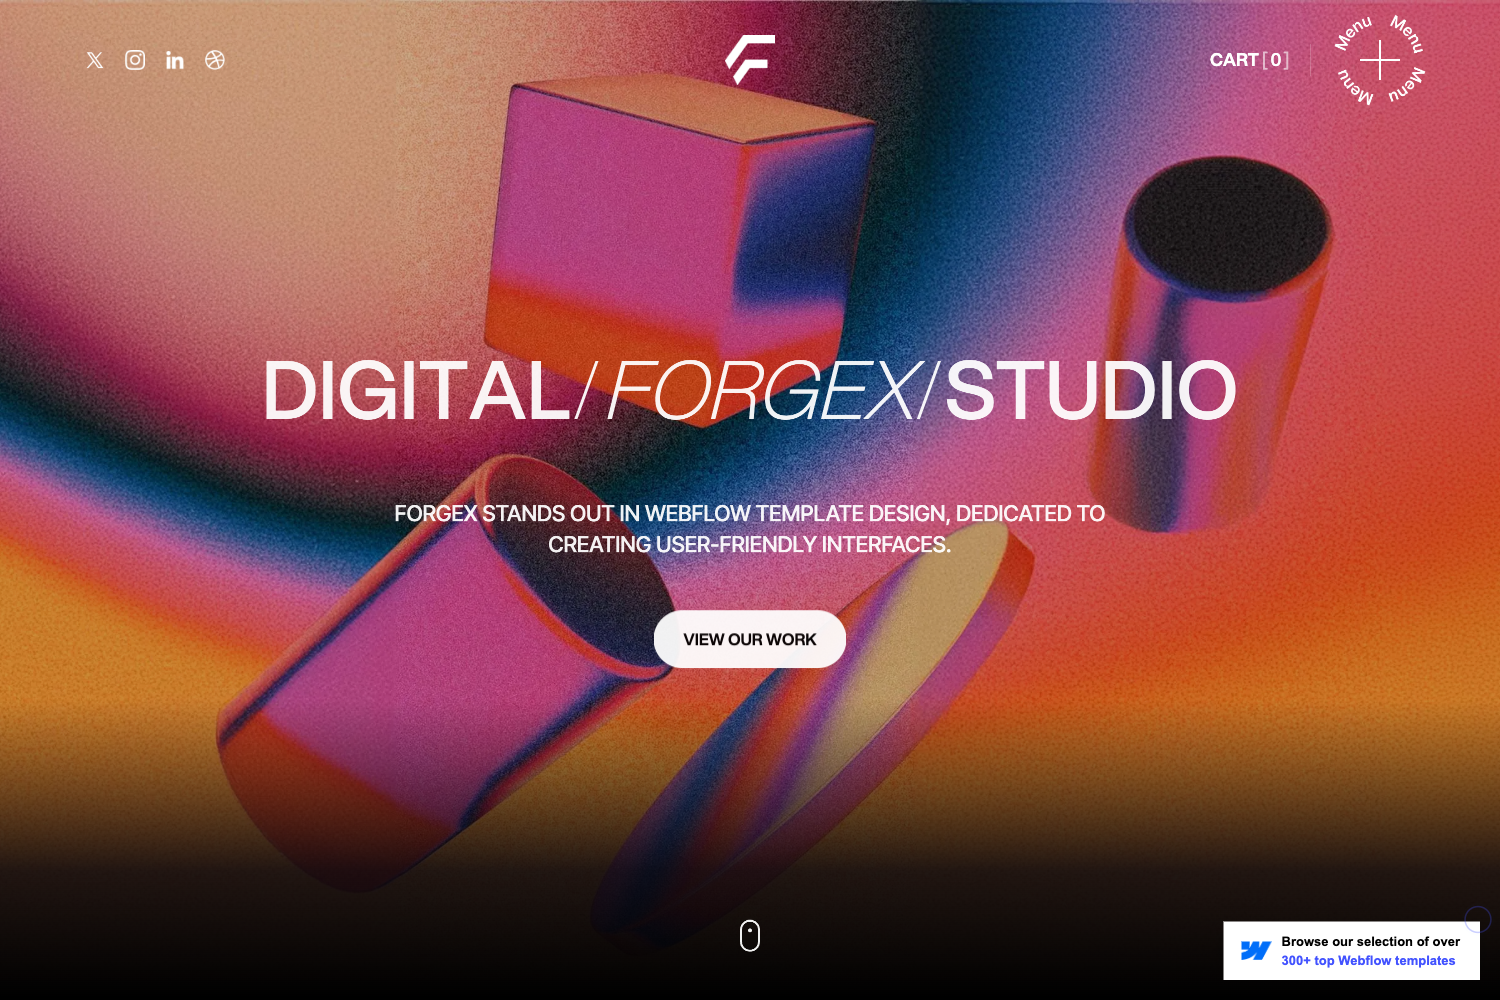 CART [0]
Menu Menu Menu Menu
DIGITAL/FORGEX/STUDIO
FORGEX STANDS OUT IN WEBFLOW TEMPLATE DESIGN, DEDICATED TO
CREATING USER-FRIENDLY INTERFACES.
VIEW OUR WORK
Browse our selection of over
300+ top Webflow templates